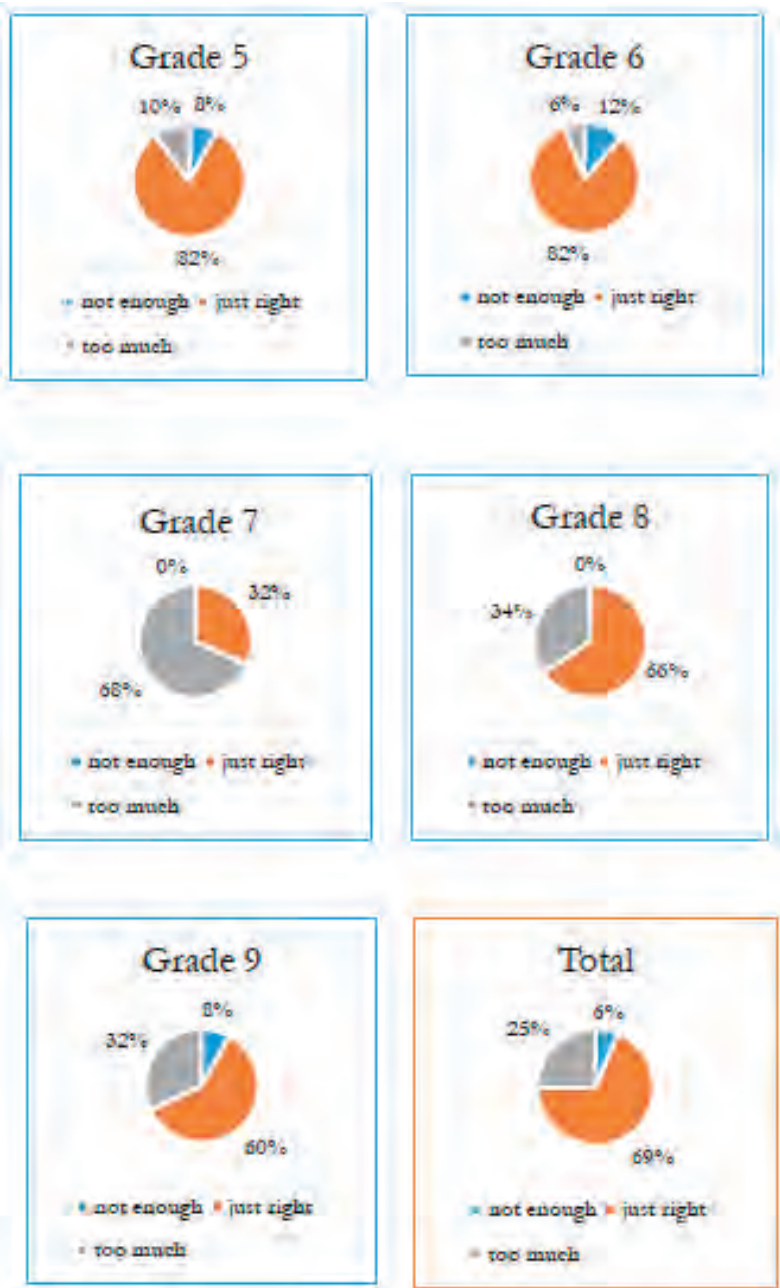 Grade 5
10% 8%
82%
not enough just right
too much
Grade 6
6% 12%
82%
not enough just right
too much
Grade 7
0%
32%
68%
not enough just right
too much
Grade 8
0%
34%
66%
not enough just right
too much
Grade 9
8%
32%
60%
not enough just right
too much
Total
6%
25%
69%
not enough just right
too much